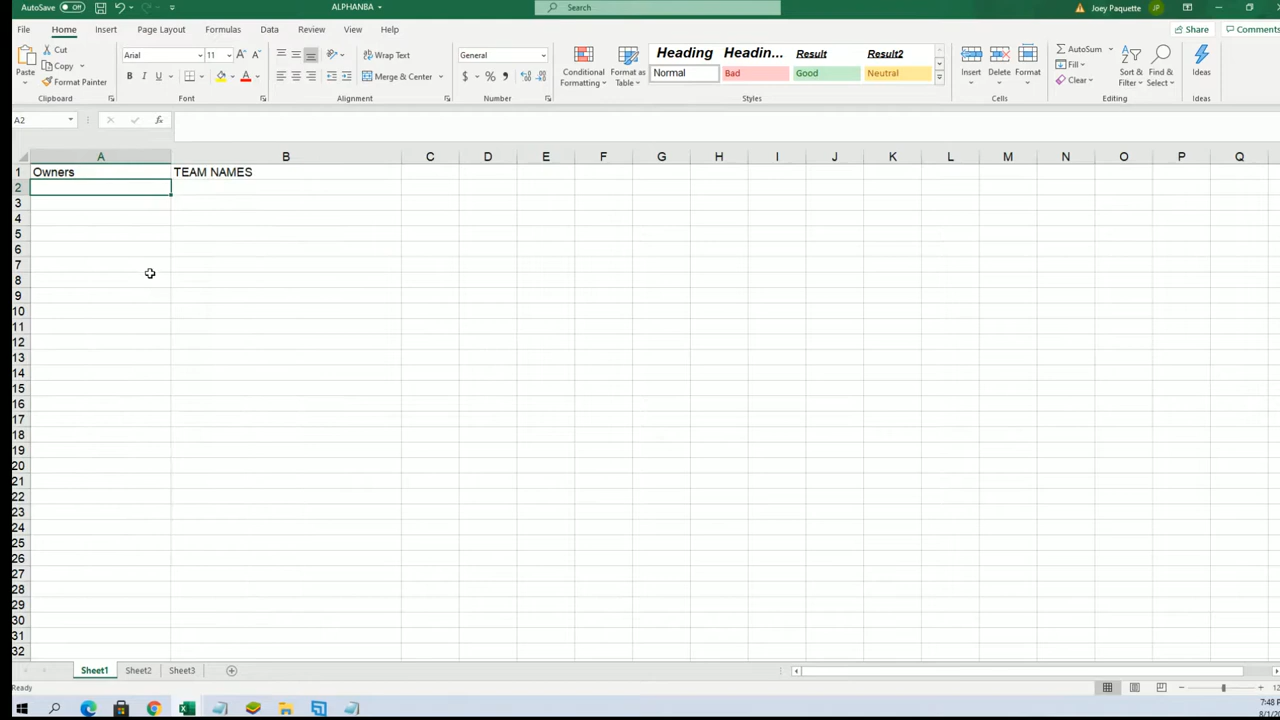 AutoSave Off ALPHANBA Search Joey Paquette JP
File Home Insert Page Layout Formulas Data Review View Help Share Comments
Paste Cut Copy Format Painter Clipboard
Arial 11 A A B I U A Font
Wrap Text Merge & Center Alignment
General $ % , Number
Conditional Formatting Format as Table
Heading Headin... Result Result2
Normal Bad Good Neutral
Styles
Insert Delete Format Cells
AutoSum Fill Clear Sort & Filter Find & Select Editing
Ideas Ideas
A2 fx
A B C D E F G H I J K L M N O P Q
1 Owners TEAM NAMES
2
3
4
5
6
7
8
9
10
11
12
13
14
15
16
17
18
19
20
21
22
23
24
25
26
27
28
29
30
31
32
Sheet1 Sheet2 Sheet3
Ready
7:48